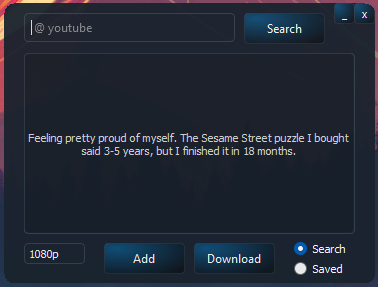 _ x
@ youtube
Search
Feeling pretty proud of myself. The Sesame Street puzzle I bought
said 3-5 years, but I finished it in 18 months.
1080p
Add
Download
Search
Saved